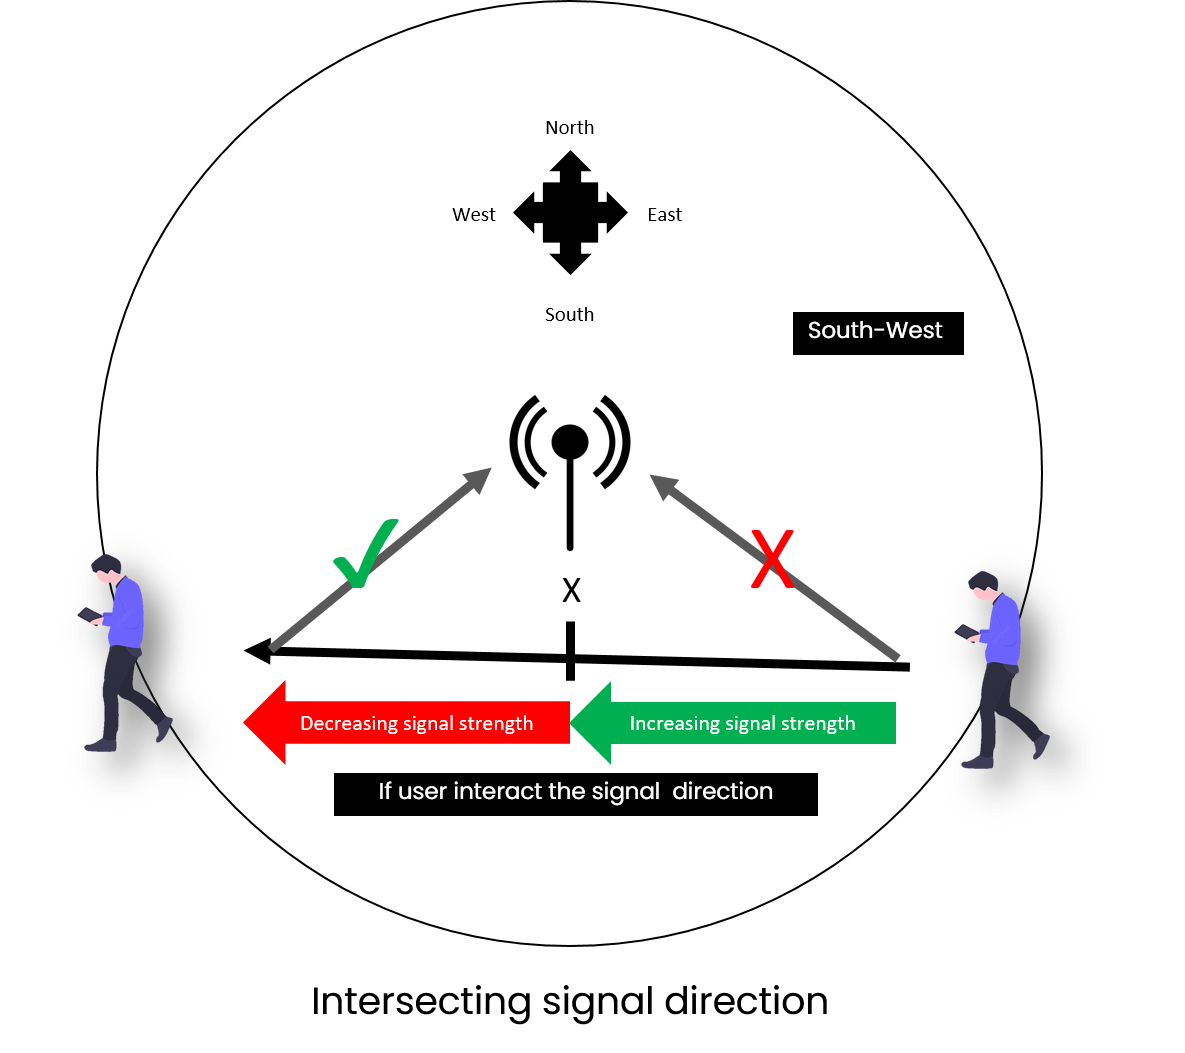 North
West
East
South
South-West
X
X
Decreasing signal strength
Increasing signal strength
If user interact the signal  direction
Intersecting signal direction